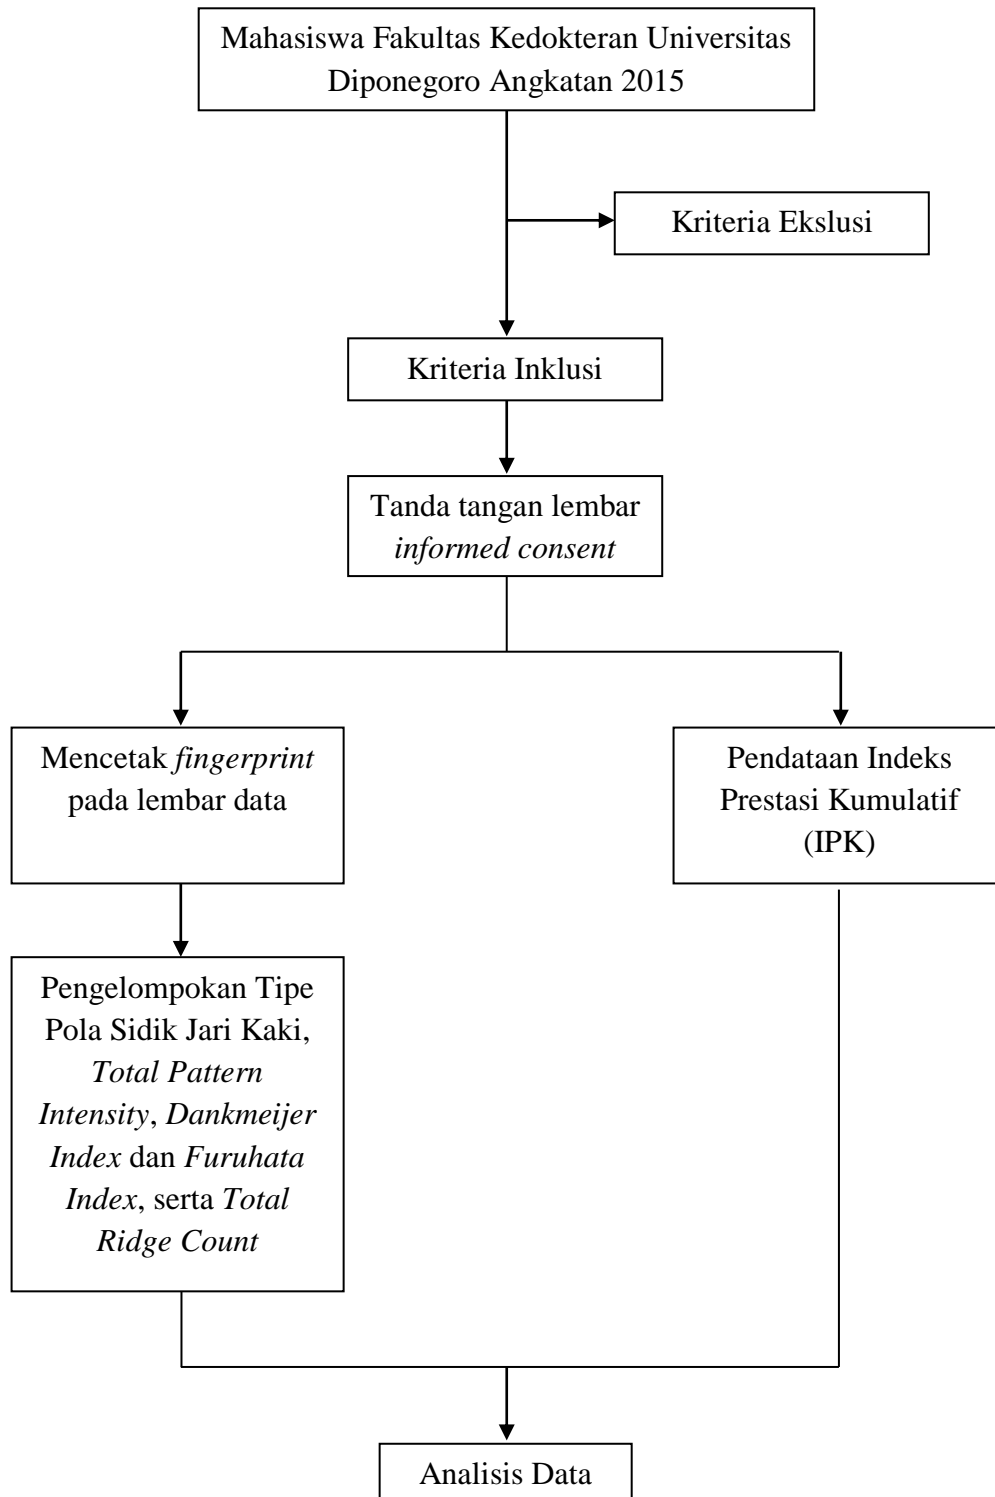 Mahasiswa Fakultas Kedokteran Universitas
Diponegoro Angkatan 2015
Kriteria Ekslusi
Kriteria Inklusi
Tanda tangan lembar
informed consent
Mencetak fingerprint
pada lembar data
Pendataan Indeks
Prestasi Kumulatif
(IPK)
Pengelompokan Tipe
Pola Sidik Jari Kaki,
Total Pattern
Intensity, Dankmeijer
Index dan Furuhata
Index, serta Total
Ridge Count
Analisis Data